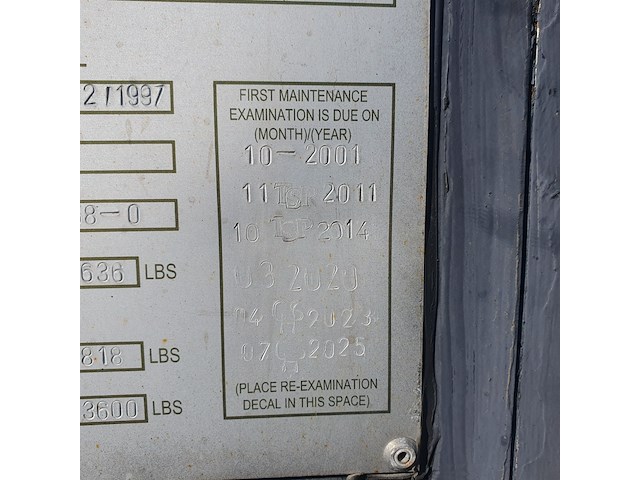 2/1997
8-0
636 LBS
818 LBS
3600 LBS
FIRST MAINTENANCE
EXAMINATION IS DUE ON
(MONTH)/(YEAR)
10-2001
11 2011
10 2014
03 2020
04 2023
07 2025
(PLACE RE-EXAMINATION
DECAL IN THIS SPACE).